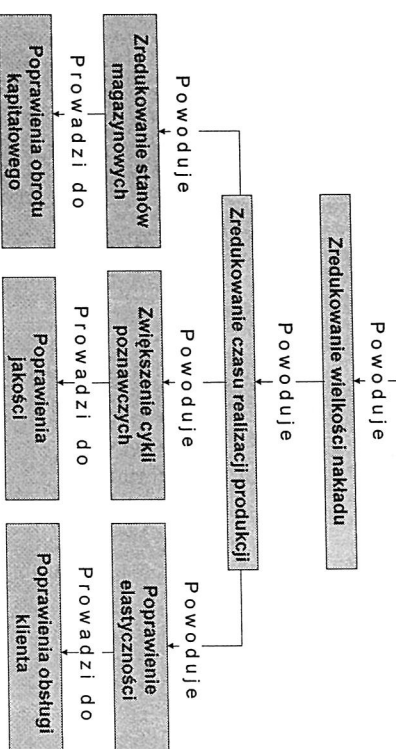 Powoduje
Zredukowanie wielkości nakładu
Powoduje
Zredukowanie czasu realizacji produkcji
Powoduje
Powoduje
Powoduje
Zredukowanie stanów
magazynowych
Zwiększenie cykli
poznawczych
Poprawienie
elastyczności
Prowadzi do
Prowadzi do
Prowadzi do
Poprawienia obrotu
kapitałowego
Poprawienia
jakości
Poprawienia obsługi
klienta